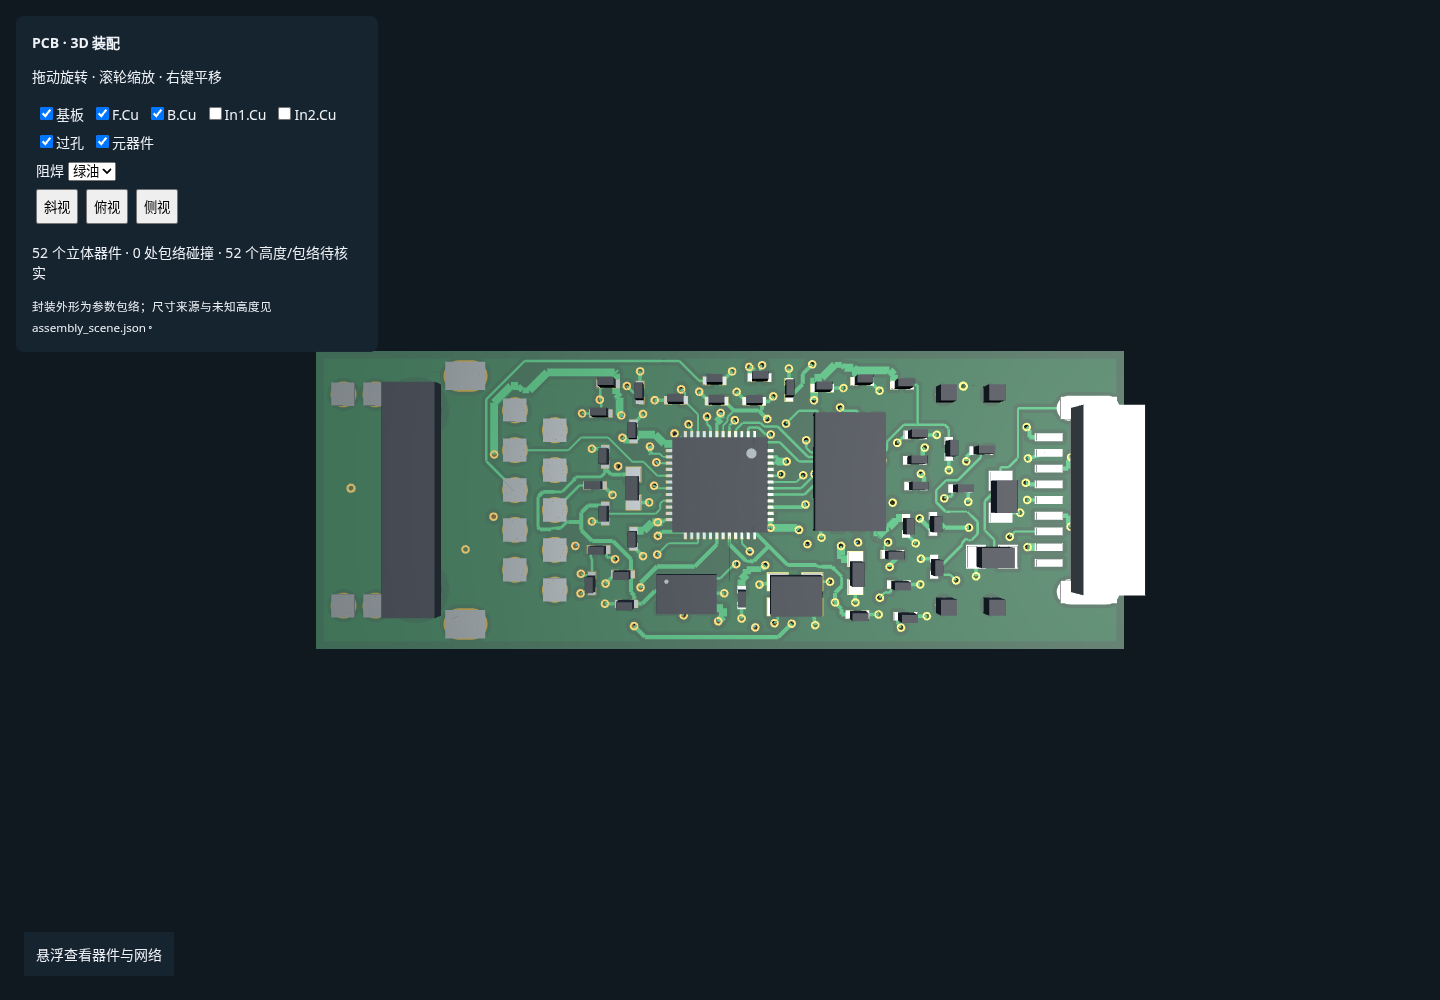 PCB · 3D 装配
拖动旋转 · 滚轮缩放 · 右键平移
基板 F.Cu B.Cu In1.Cu In2.Cu
过孔 元器件
阻焊 绿油
斜视 俯视 侧视
52 个立体器件 · 0 处包络碰撞 · 52 个高度/包络待核
实
封装外形为参数包络；尺寸来源与未知高度见
assembly_scene.json。
悬浮查看器件与网络